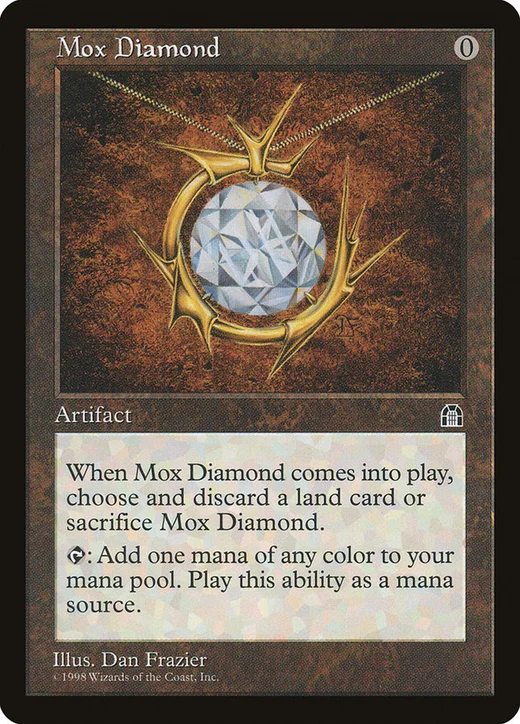 Mox Diamond 0
DF
Artifact
When Mox Diamond comes into play,
choose and discard a land card or
sacrifice Mox Diamond.
: Add one mana of any color to your
mana pool. Play this ability as a mana
source.
Illus. Dan Frazier
©1998 Wizards of the Coast, Inc.